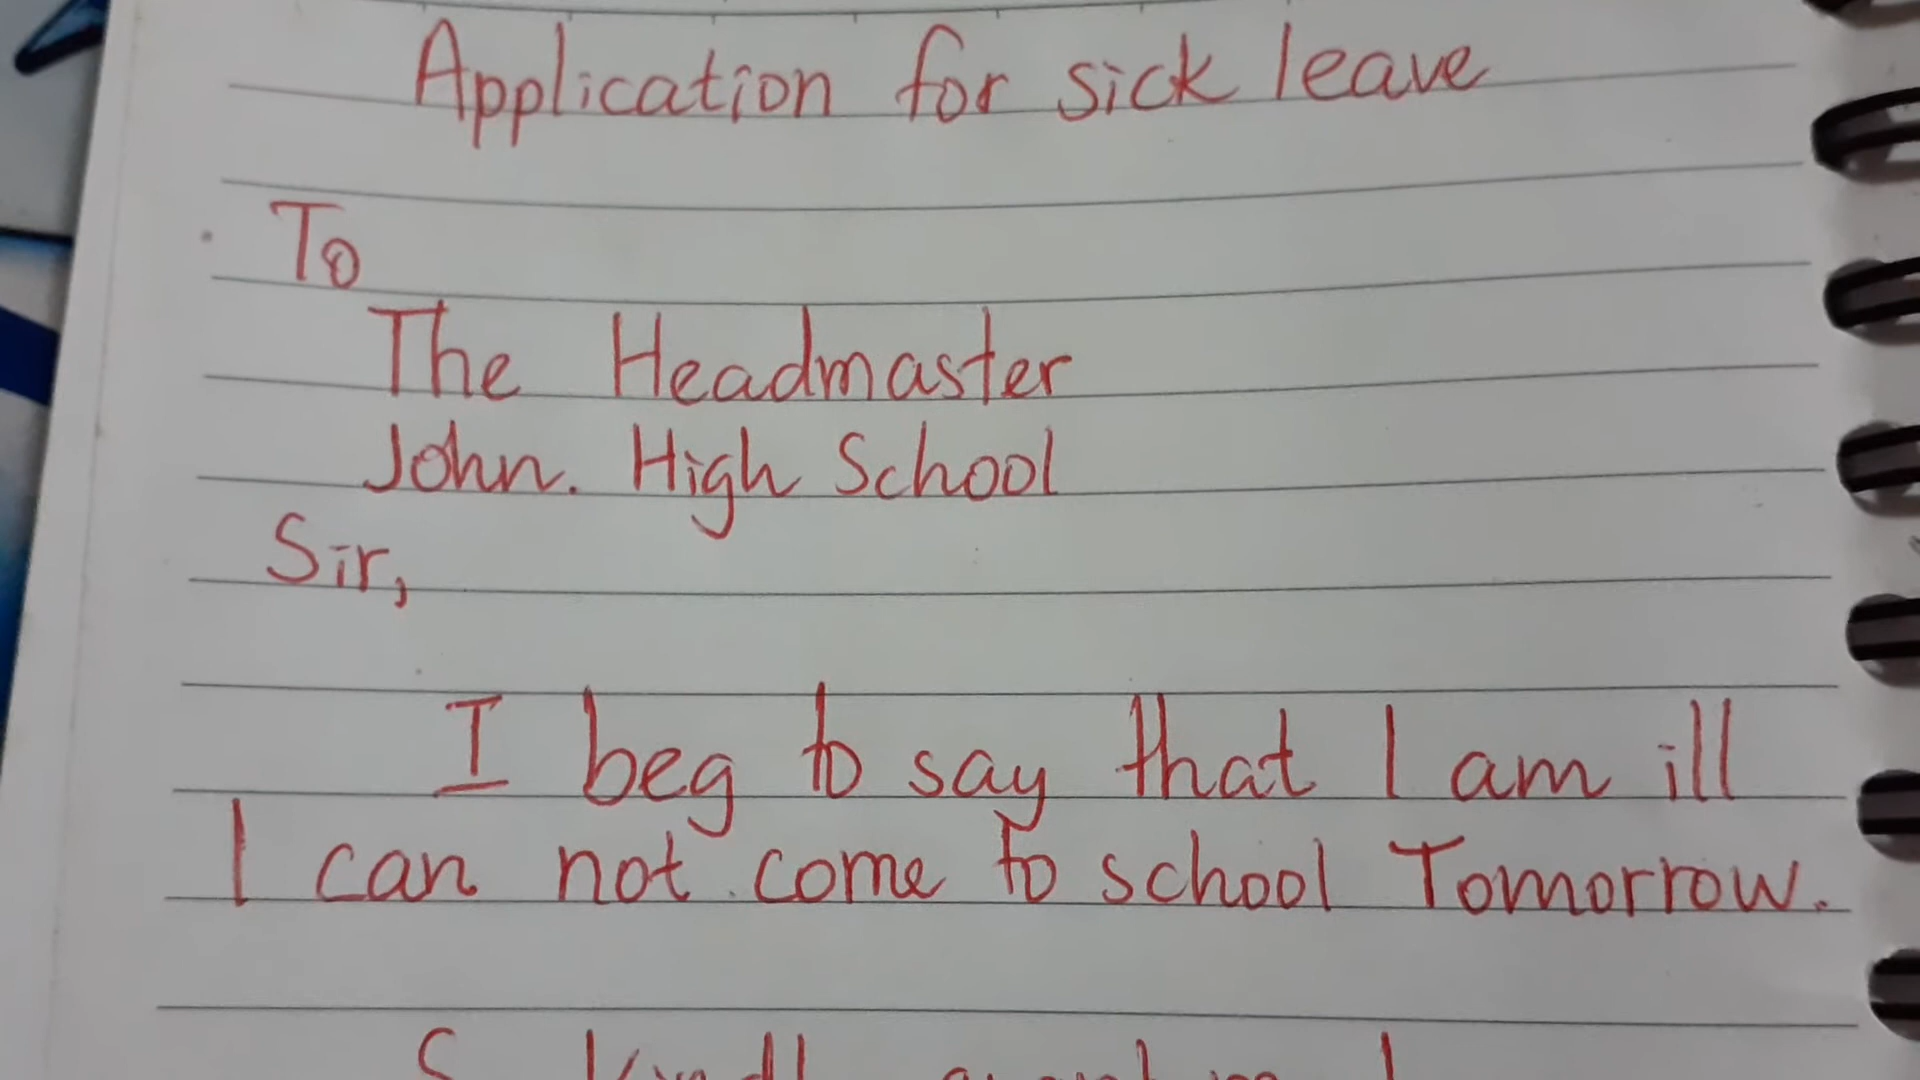 Application for sick leave
To
The Headmaster
John. High School
Sir,
I beg to say that I am ill
I can not come to school Tomorrow.